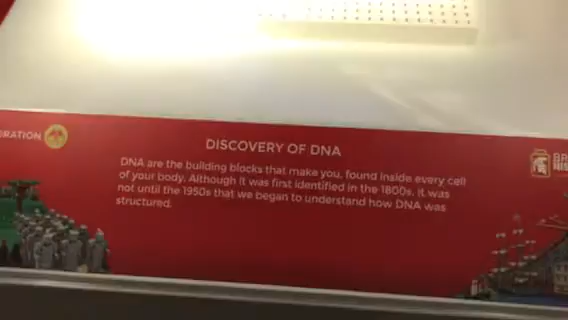 DISCOVERY OF DNA
DNA are the building blocks that make you, found inside every cell
of your body. Although it was first identified in the 1800s, it was
not until the 1950s that we began to understand how DNA was
structured.